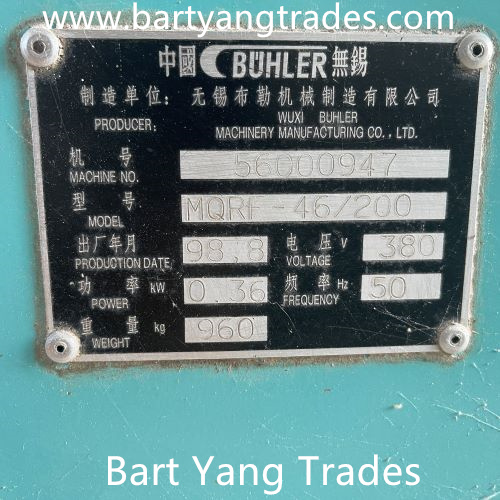 www.bartyangtrades.com
中國 BÜHLER 無錫
制造单位: 无锡布勒机械制造有限公司
PRODUCER: WUXI BUHLER
MACHINERY MANUFACTURING CO., LTD.
机号 56000947
MACHINE NO.
型号 MQRF-46/200
MODEL
出厂年月 98.8 电压 V 380
PRODUCTION DATE VOLTAGE
功率 kW 0.36 频率 Hz 50
POWER FREQUENCY
重量 kg 960
WEIGHT
Bart Yang Trades